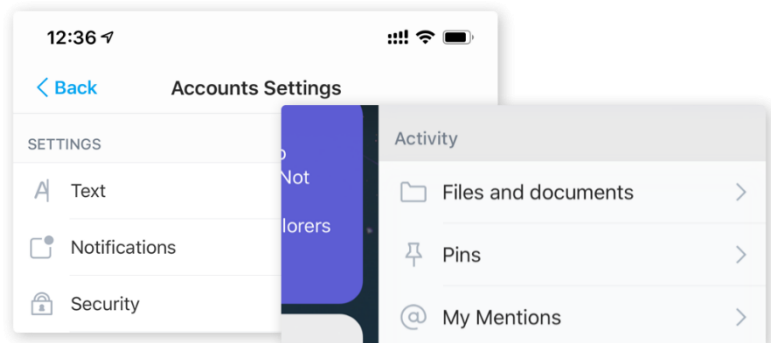 12:36
Back
Accounts Settings
SETTINGS
Text
Notifications
Security
Not
lorers
Activity
Files and documents
Pins
My Mentions